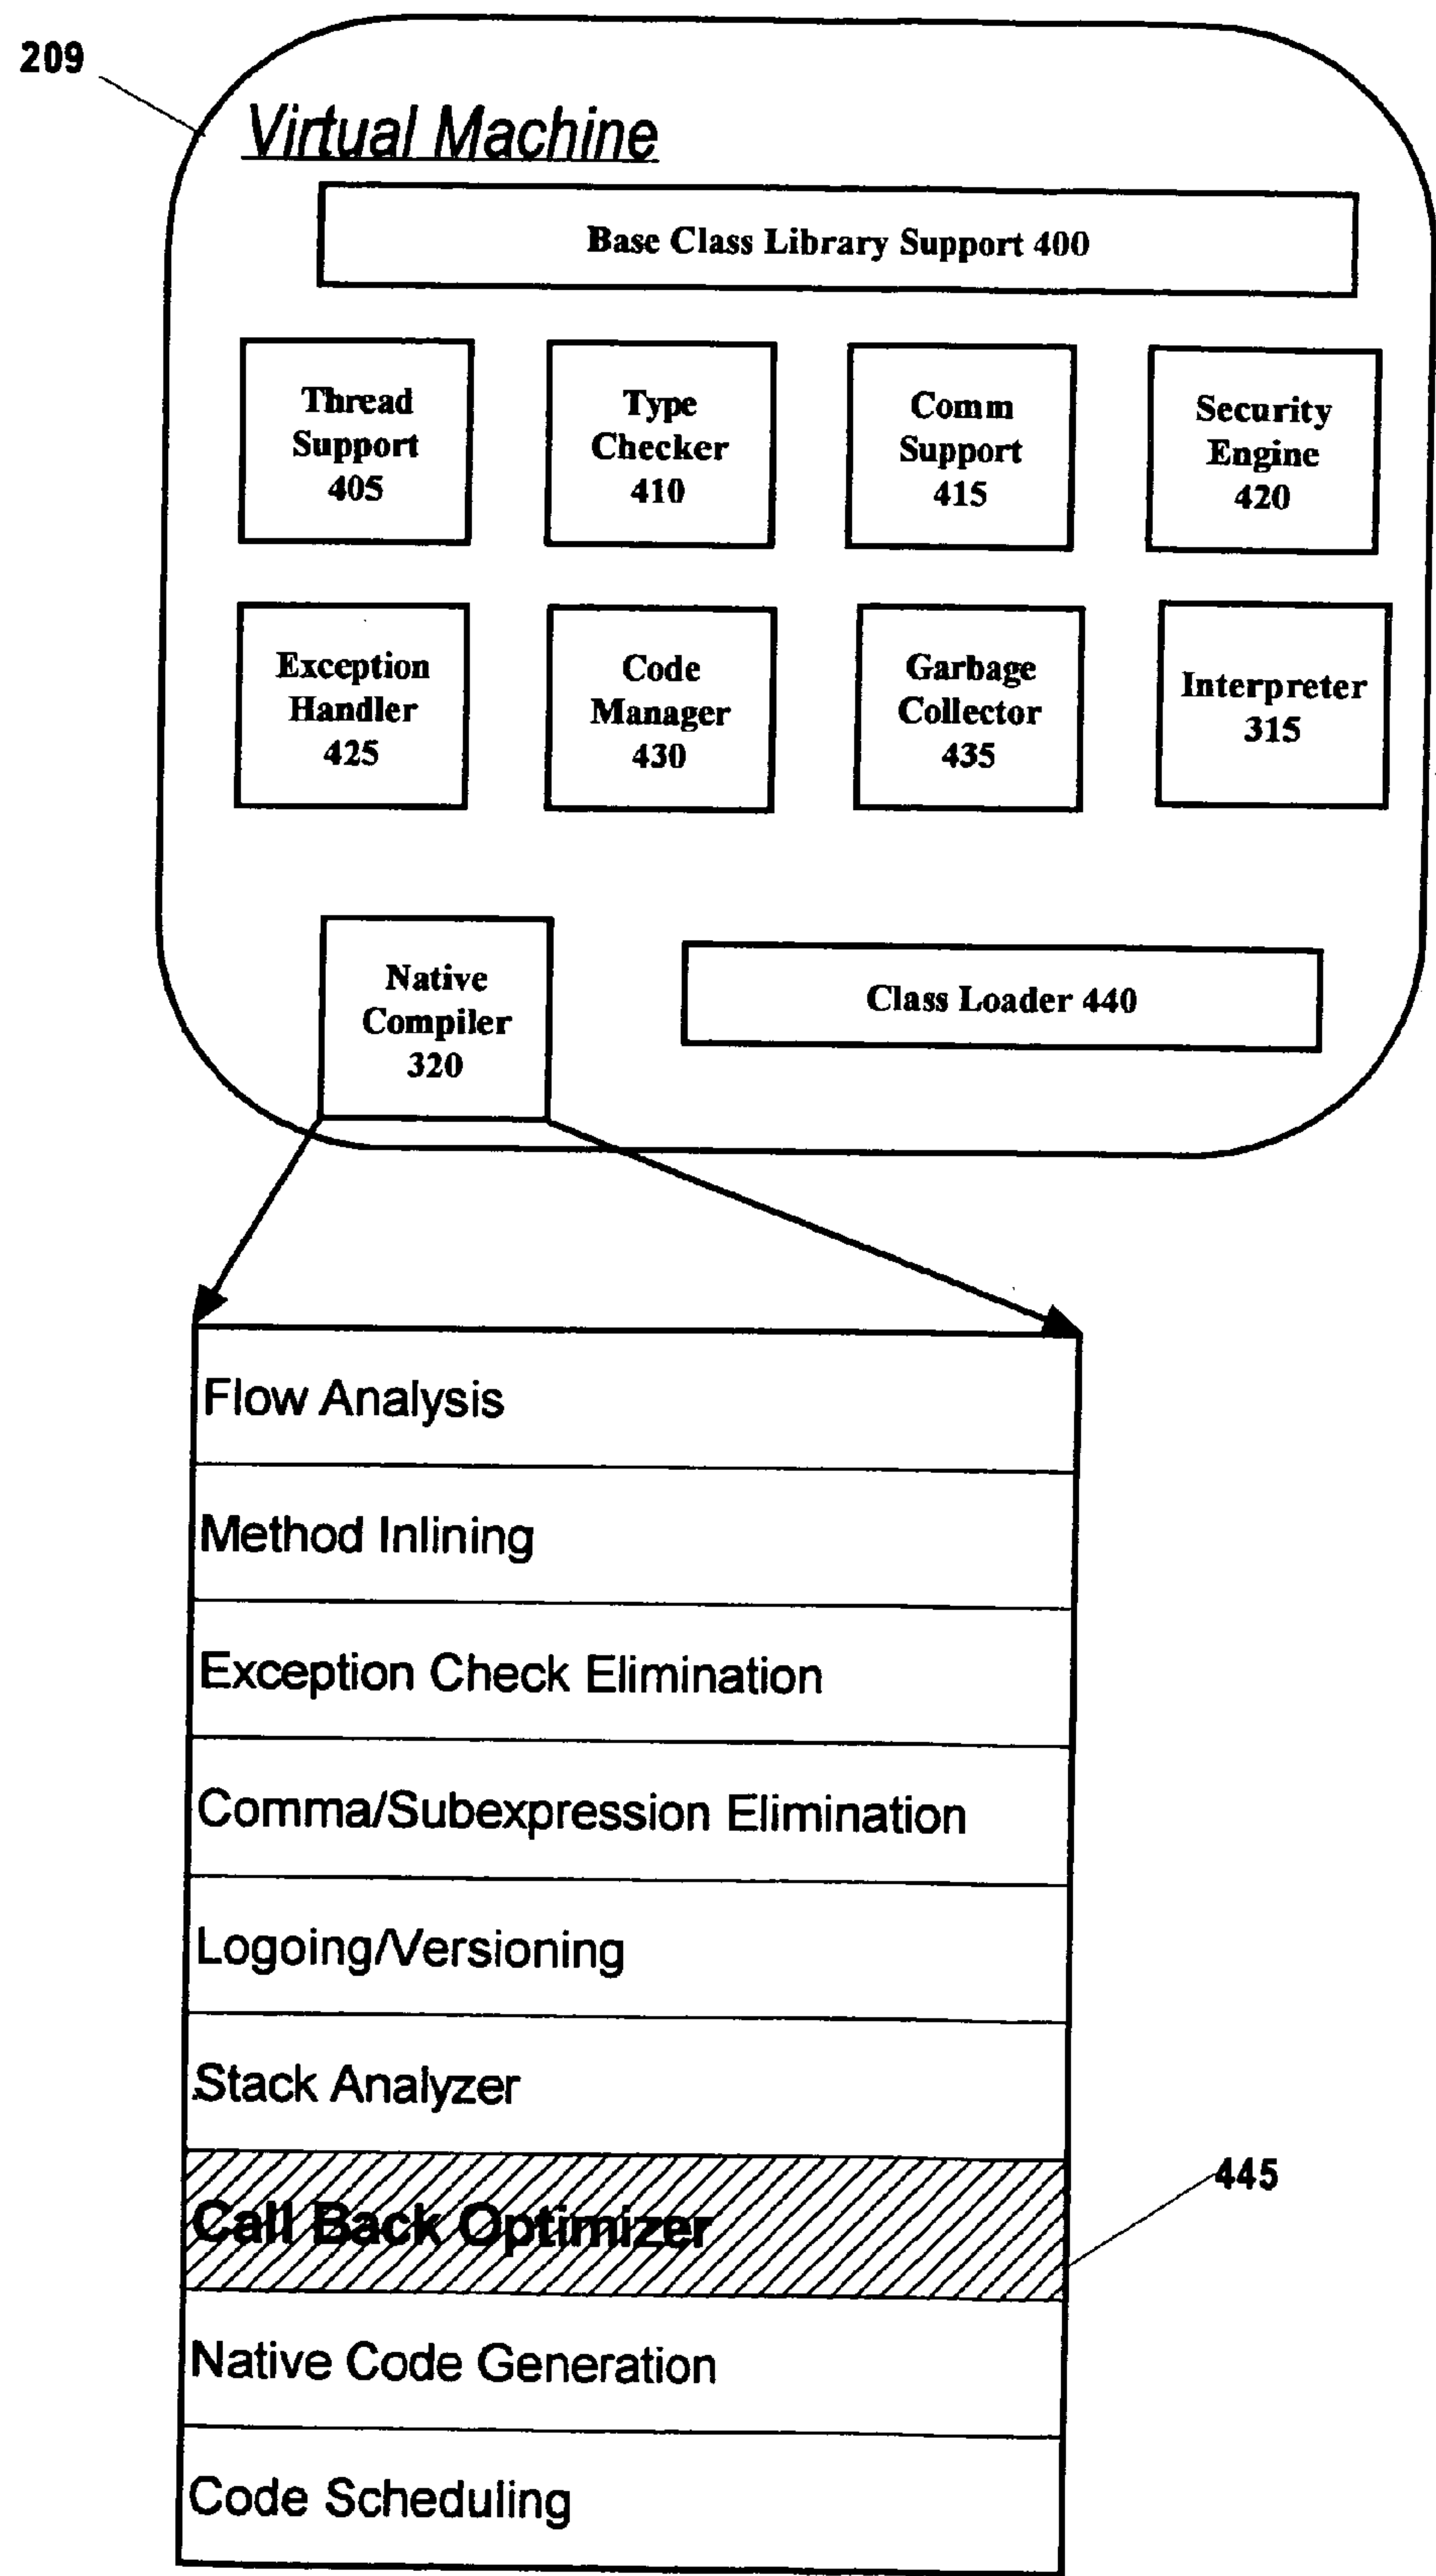 209
Virtual Machine
Base Class Library Support 400
Thread
Support
405
Type
Checker
410
Comm
Support
415
Security
Engine
420
Exception
Handler
425
Code
Manager
430
Garbage
Collector
435
Interpreter
315
Native
Compiler
320
Class Loader 440
Flow Analysis
Method Inlining
Exception Check Elimination
Comma/Subexpression Elimination
Logoing/Versioning
Stack Analyzer
Call Back Optimizer
445
Native Code Generation
Code Scheduling